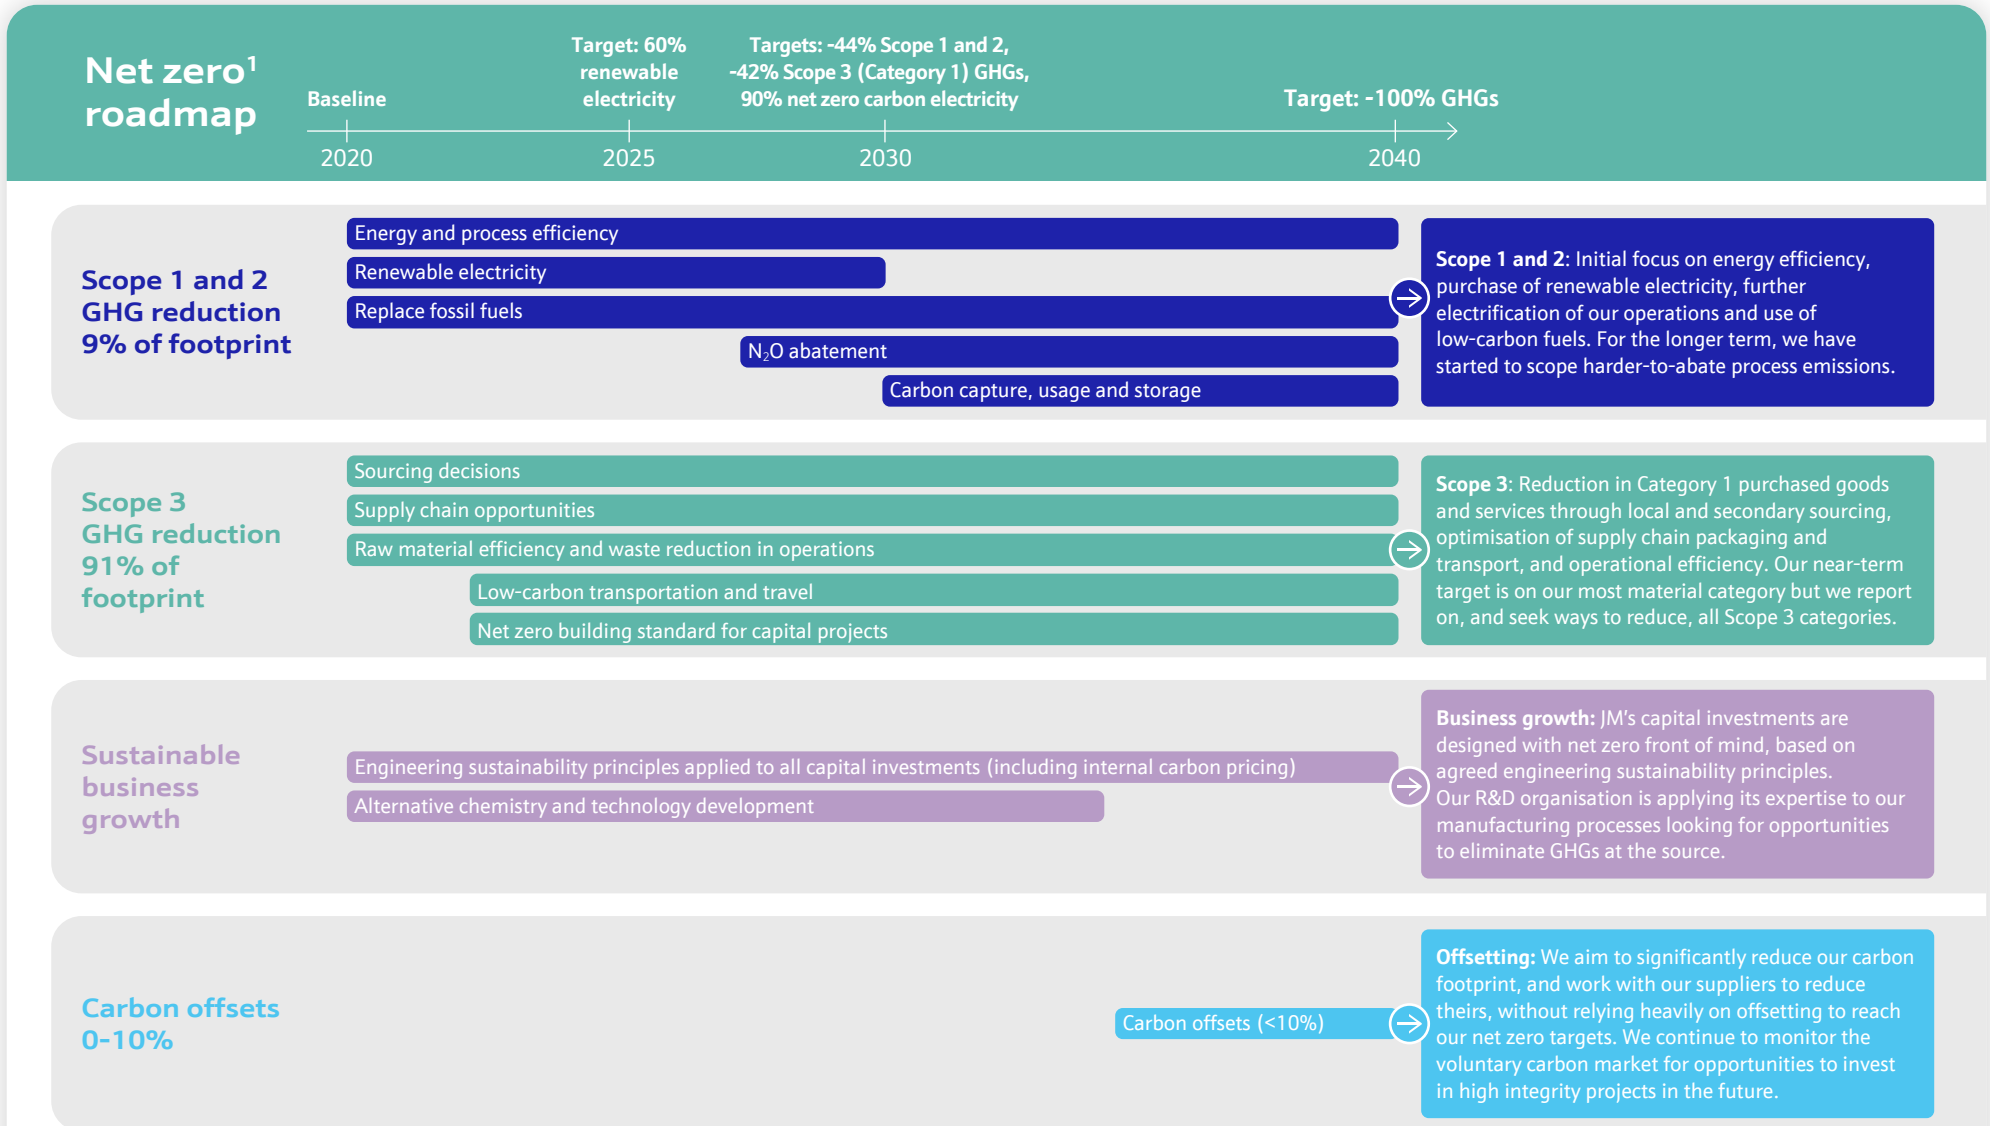 Net zero¹
roadmap
Baseline
Target: 60%
renewable
electricity
Targets: -44% Scope 1 and 2,
-42% Scope 3 (Category 1) GHGs,
90% net zero carbon electricity
Target: -100% GHGs
2020
2025
2030
2040
Scope 1 and 2
GHG reduction
9% of footprint
Energy and process efficiency
Renewable electricity
Replace fossil fuels
N₂O abatement
Carbon capture, usage and storage
Scope 1 and 2: Initial focus on energy efficiency,
purchase of renewable electricity, further
electrification of our operations and use of
low-carbon fuels. For the longer term, we have
started to scope harder-to-abate process emissions.
Scope 3
GHG reduction
91% of
footprint
Sourcing decisions
Supply chain opportunities
Raw material efficiency and waste reduction in operations
Low-carbon transportation and travel
Net zero building standard for capital projects
Scope 3: Reduction in Category 1 purchased goods
and services through local and secondary sourcing,
optimisation of supply chain packaging and
transport, and operational efficiency. Our near-term
target is on our most material category but we report
on, and seek ways to reduce, all Scope 3 categories.
Sustainable
business
growth
Engineering sustainability principles applied to all capital investments (including internal carbon pricing)
Alternative chemistry and technology development
Business growth: JM's capital investments are
designed with net zero front of mind, based on
agreed engineering sustainability principles.
Our R&D organisation is applying its expertise to our
manufacturing processes looking for opportunities
to eliminate GHGs at the source.
Carbon offsets
0-10%
Carbon offsets (<10%)
Offsetting: We aim to significantly reduce our carbon
footprint, and work with our suppliers to reduce
theirs, without relying heavily on offsetting to reach
our net zero targets. We continue to monitor the
voluntary carbon market for opportunities to invest
in high integrity projects in the future.